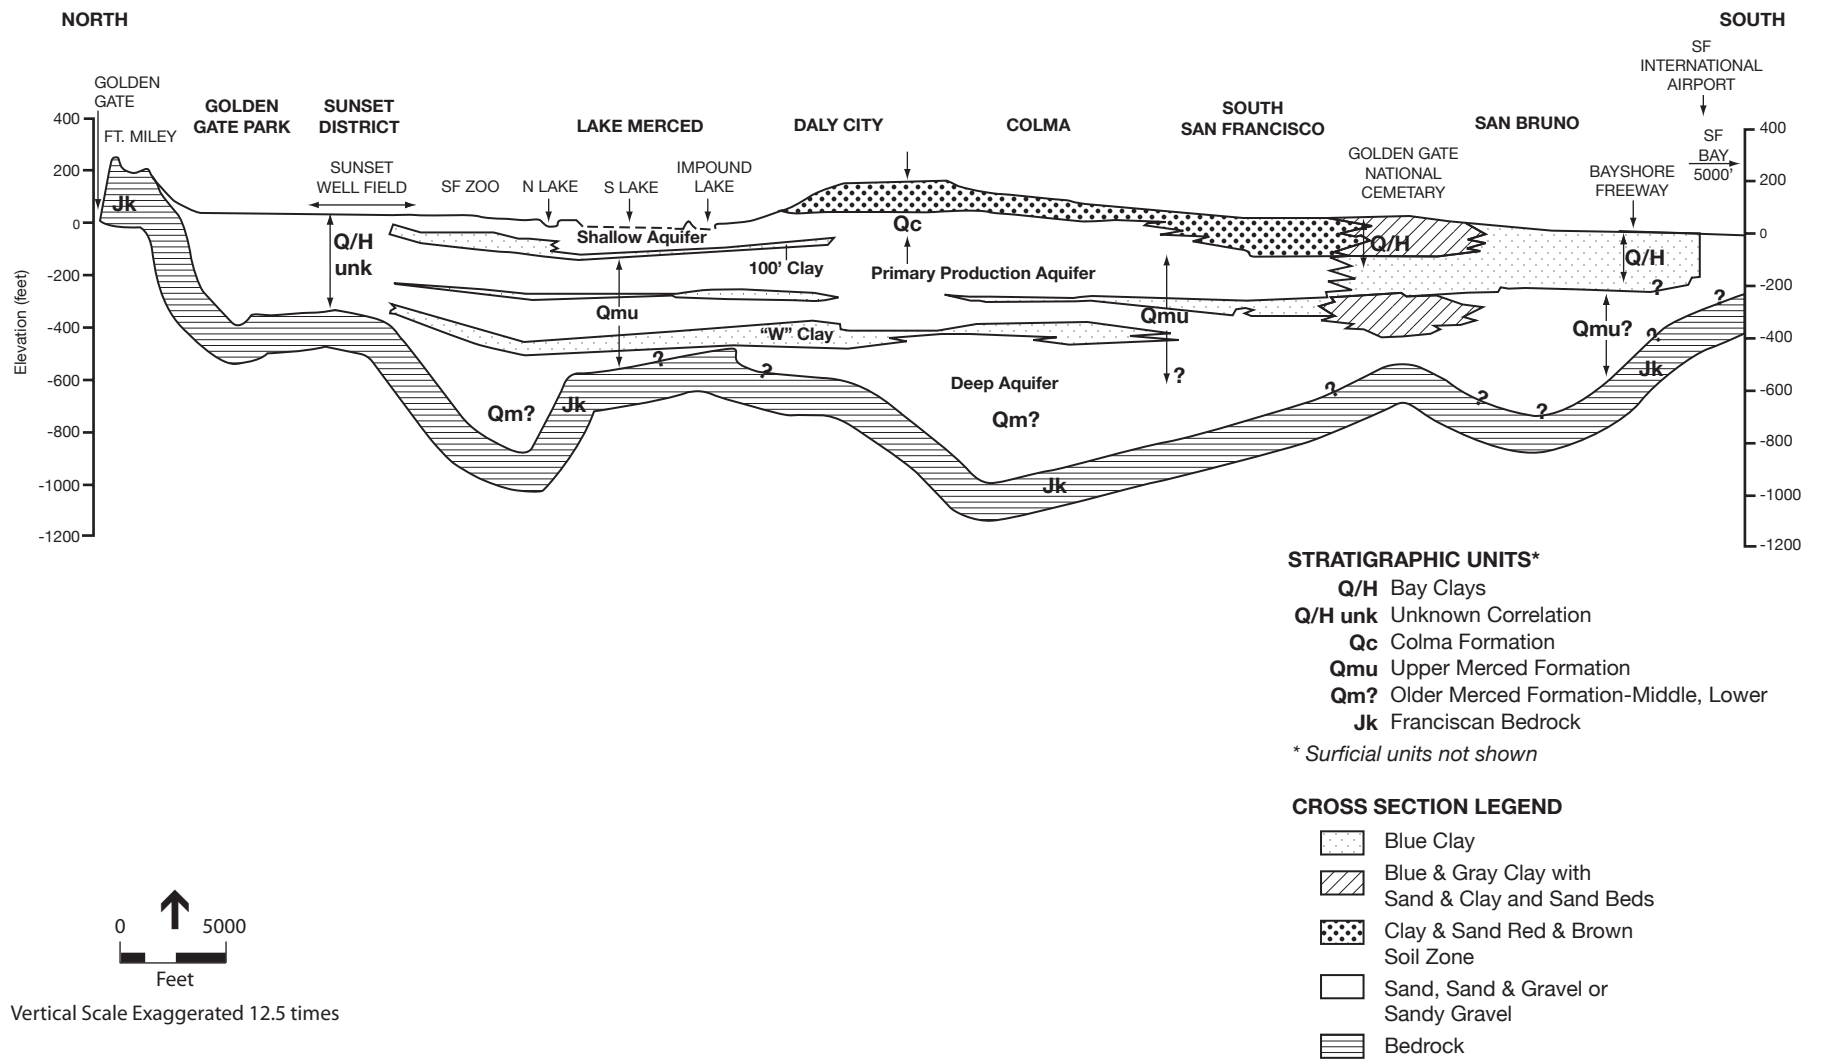 NORTH
SOUTH
SF
INTERNATIONAL
AIRPORT
GOLDEN
GATE
GOLDEN
GATE PARK
SUNSET
DISTRICT
LAKE MERCED
DALY CITY
COLMA
SOUTH
SAN FRANCISCO
SAN BRUNO
FT. MILEY
SUNSET
WELL FIELD
SF ZOO
N LAKE
S LAKE
IMPOUND
LAKE
GOLDEN GATE
NATIONAL
CEMETARY
BAYSHORE
FREEWAY
SF
BAY
5000'
Elevation (feet)
400
200
0
-200
-400
-600
-800
-1000
-1200
400
200
0
-200
-400
-600
-800
-1000
-1200
Jk
Q/H
unk
Shallow Aquifer
100' Clay
Qc
Primary Production Aquifer
Qmu
"W" Clay
?
?
Qm?
Jk
Deep Aquifer
Qm?
Jk
Qmu
?
Q/H
Q/H
?
?
Qmu?
?
Jk
?
?
?
STRATIGRAPHIC UNITS*
Q/H Bay Clays
Q/H unk Unknown Correlation
Qc Colma Formation
Qmu Upper Merced Formation
Qm? Older Merced Formation-Middle, Lower
Jk Franciscan Bedrock
* Surficial units not shown
CROSS SECTION LEGEND
Blue Clay
Blue & Gray Clay with
Sand & Clay and Sand Beds
Clay & Sand Red & Brown
Soil Zone
Sand, Sand & Gravel or
Sandy Gravel
Bedrock
0 5000
Feet
Vertical Scale Exaggerated 12.5 times